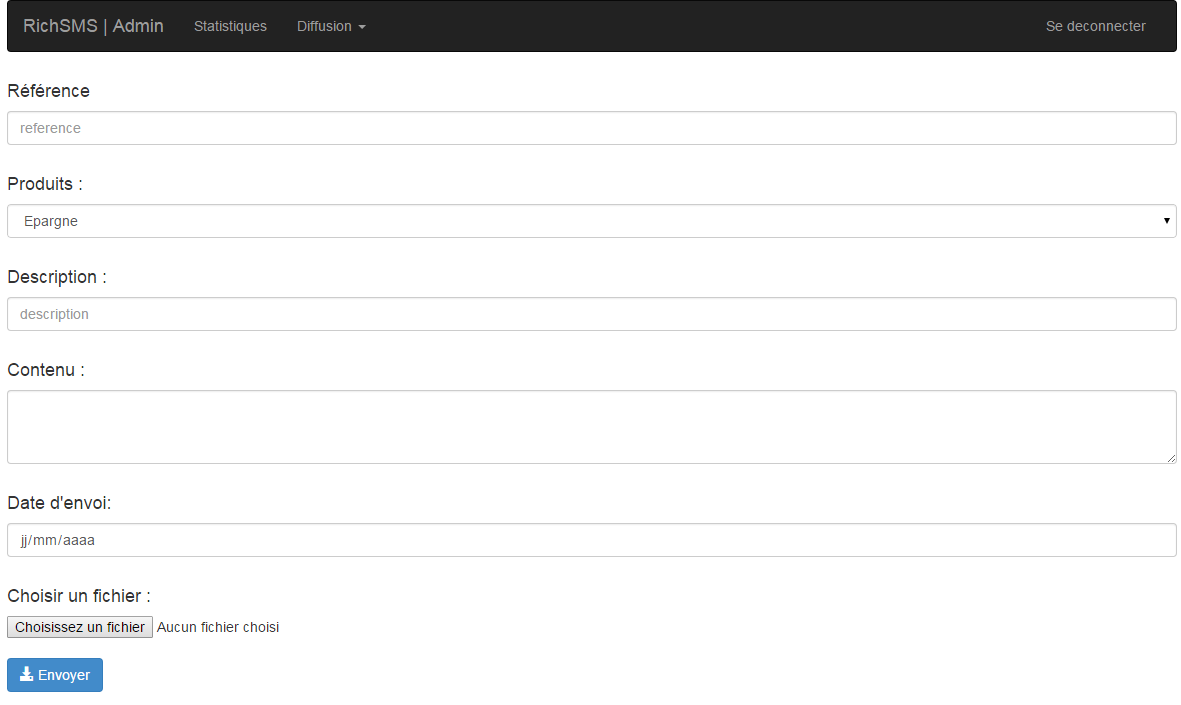 RichSMS | Admin Statistiques Diffusion Se deconnecter
Référence
reference
Produits :
Epargne
Description :
description
Contenu :
Date d'envoi:
jj/mm/aaaa
Choisir un fichier :
Choisissez un fichier Aucun fichier choisi
Envoyer